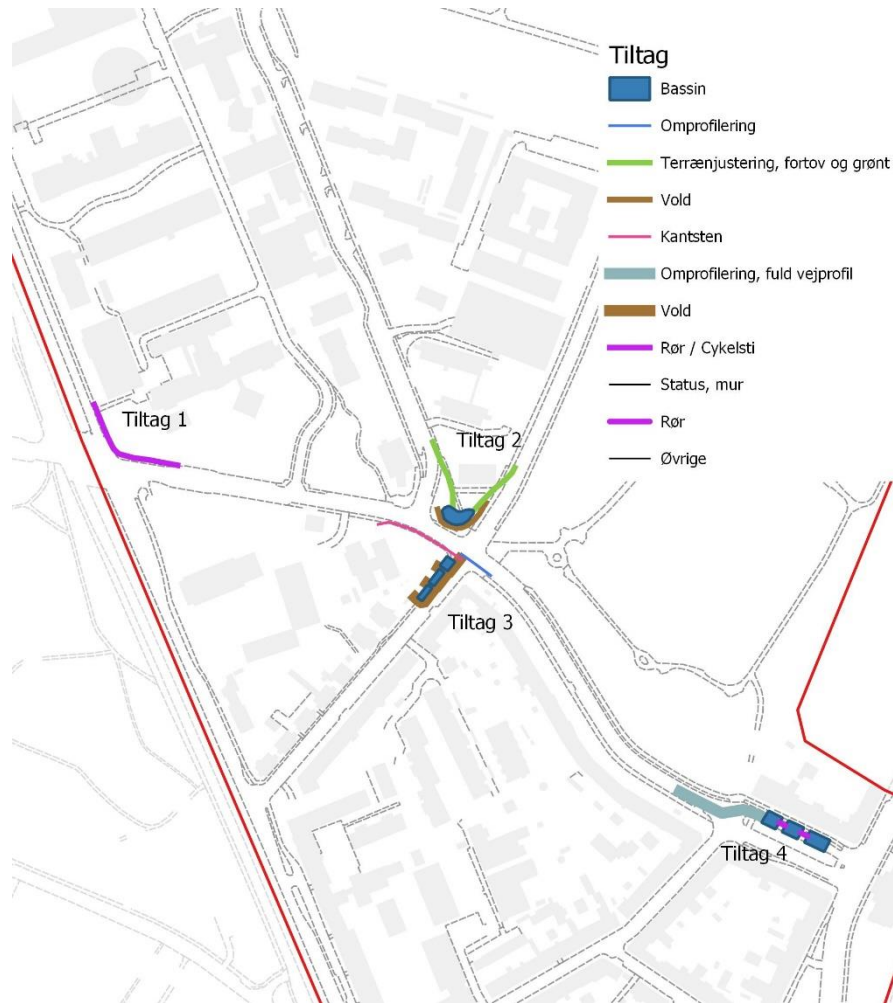 Tiltag
Bassin
Omprofilering
Terrænjustering, fortov og grønt
Vold
Kantsten
Omprofilering, fuld vejprofil
Vold
Rør / Cykelsti
Status, mur
Rør
Øvrige
Tiltag 1
Tiltag 2
Tiltag 3
Tiltag 4